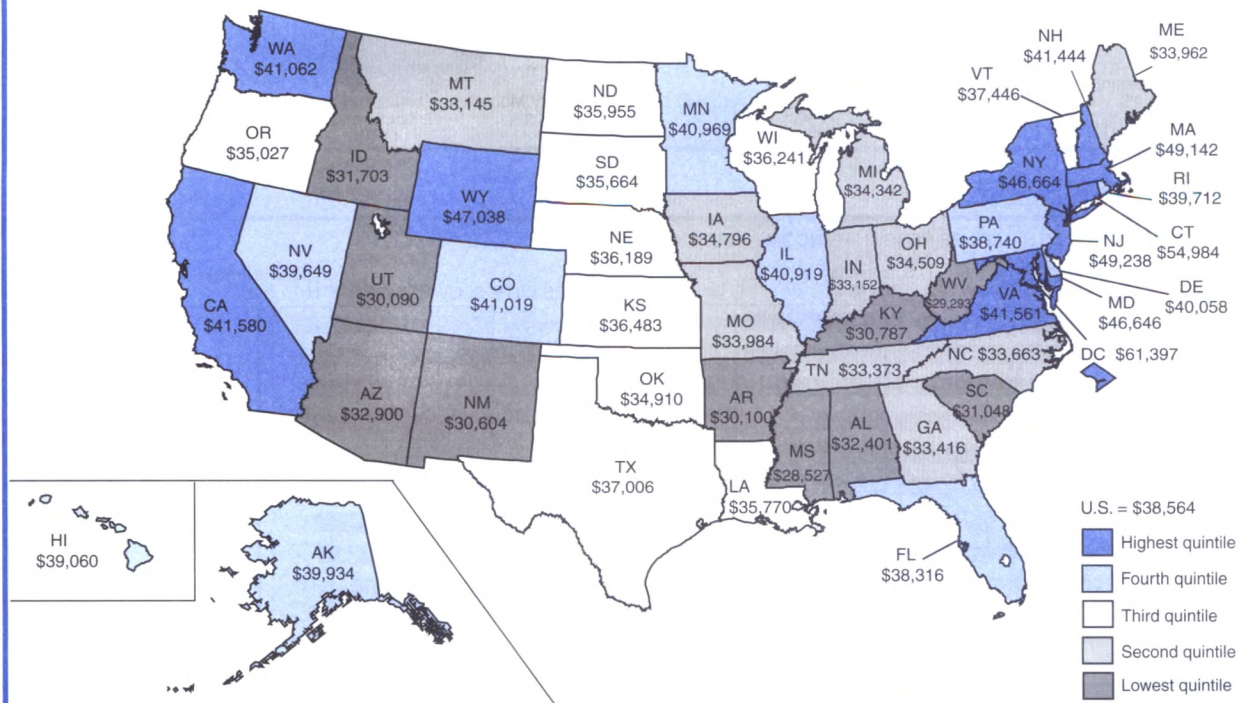 WA
$41,062
MT
$33,145
ND
$35,955
MN
$40,969
OR
$35,027
ID
$31,703
WY
$47,038
SD
$35,664
WI
$36,241
MI
$34,342
NY
$46,664
VT
$37,446
NH
$41,444
ME
$33,962
MA
$49,142
RI
$39,712
CT
$54,984
NJ
$49,238
DE
$40,058
MD
$46,646
DC $61,397
CA
$41,580
NV
$39,649
UT
$30,090
CO
$41,019
NE
$36,189
KS
$36,483
IA
$34,796
MO
$33,984
IL
$40,919
IN
$33,152
OH
$34,509
PA
$38,740
WV
$29,293
VA
$41,561
KY
$30,787
TN $33,373
NC $33,663
SC
$31,048
AZ
$32,900
NM
$30,604
OK
$34,910
TX
$37,006
AR
$30,100
LA
$35,770
MS
$28,527
AL
$32,401
GA
$33,416
FL
$38,316
HI
$39,060
AK
$39,934
U.S. = $38,564
Highest quintile
Fourth quintile
Third quintile
Second quintile
Lowest quintile